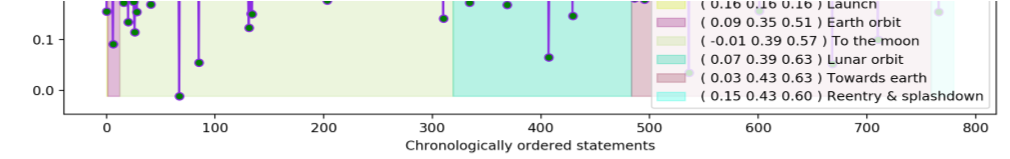 ( 0.16 0.16 0.16 ) Launch
( 0.09 0.35 0.51 ) Earth orbit
0.1
( -0.01 0.39 0.57 ) To the moon
( 0.07 0.39 0.63 ) Lunar orbit
( 0.03 0.43 0.63 ) Towards earth
0.0
( 0.15 0.43 0.60 ) Reentry & splashdown
0 100 200 300 400 500 600 700 800
Chronologically ordered statements